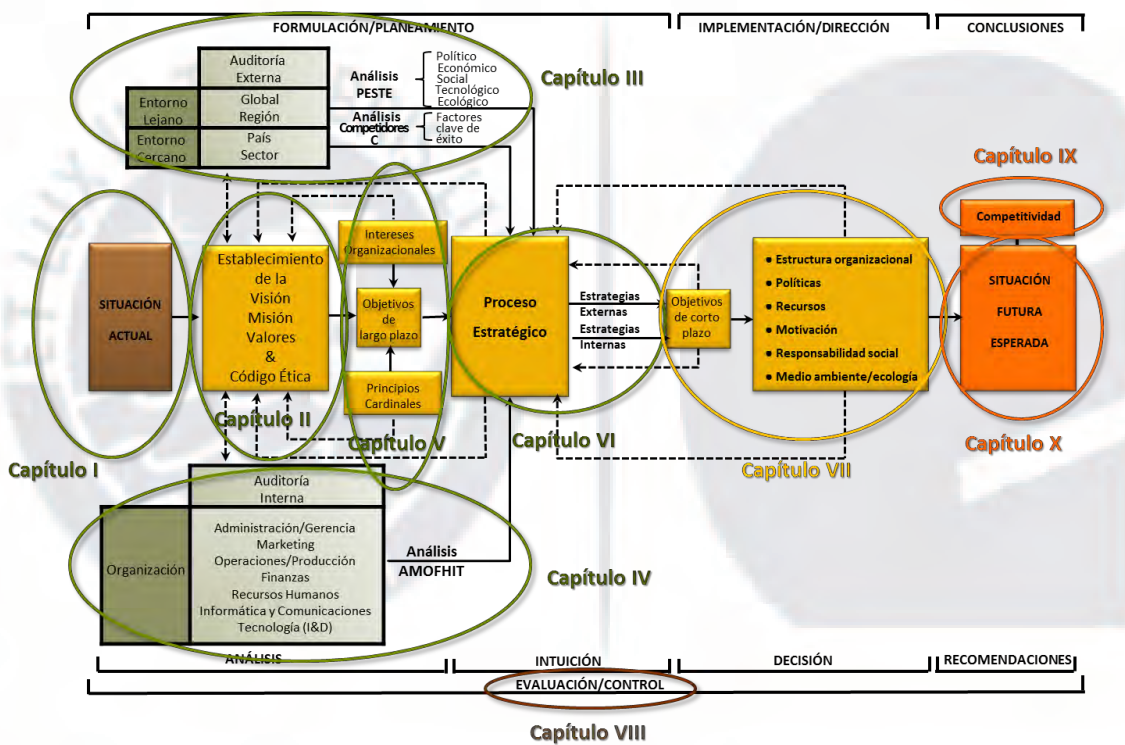 FORMULACIÓN/PLANEAMIENTO
IMPLEMENTACIÓN/DIRECCIÓN
CONCLUSIONES
Auditoría
Externa
Entorno
Lejano
Global
Región
Entorno
Cercano
País
Sector
Análisis
PESTE
Político
Económico
Social
Tecnológico
Ecológico
Análisis
Competidores
C
Factores
clave de
éxito
Capítulo III
Capítulo IX
Competitividad
SITUACIÓN
ACTUAL
Capítulo I
Establecimiento
de la
Visión
Misión
Valores
&
Código Ética
Capítulo II
Intereses
Organizacionales
Objetivos
de
largo plazo
Principios
Cardinales
Capítulo V
Proceso
Estratégico
Estrategias
Externas
Estrategias
Internas
Capítulo VI
Objetivos
de corto
plazo
• Estructura organizacional
• Políticas
• Recursos
• Motivación
• Responsabilidad social
• Medio ambiente/ecología
Capítulo VII
SITUACIÓN
FUTURA
ESPERADA
Capítulo X
Auditoría
Interna
Organización
Administración/Gerencia
Marketing
Operaciones/Producción
Finanzas
Recursos Humanos
Informática y Comunicaciones
Tecnología (I&D)
Análisis
AMOFHIT
Capítulo IV
ANÁLISIS
INTUICIÓN
DECISIÓN
RECOMENDACIONES
EVALUACIÓN/CONTROL
Capítulo VIII